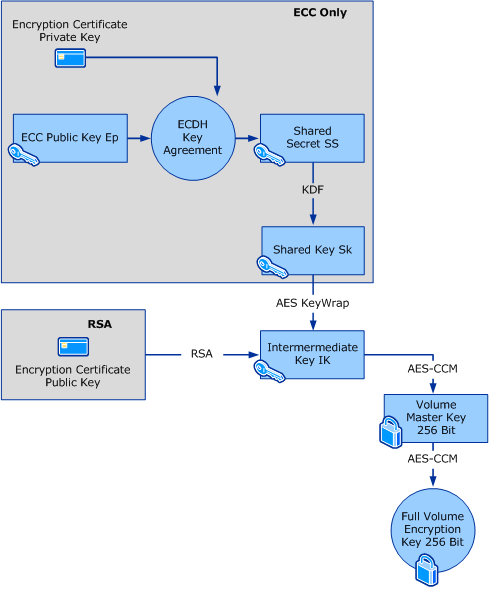 ECC Only
Encryption Certificate
Private Key
ECC Public Key Ep
ECDH
Key
Agreement
Shared
Secret SS
KDF
Shared Key Sk
AES KeyWrap
RSA
Encryption Certificate
Public Key
RSA
Intermermediate
Key IK
AES-CCM
Volume
Master Key
256 Bit
AES-CCM
Full Volume
Encryption
Key 256 Bit